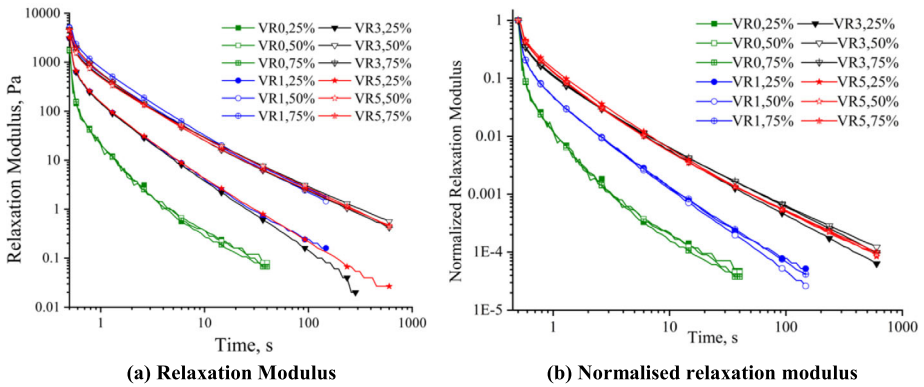 Relaxation Modulus, Pa
10000
1000
100
10
1
0.1
0.01
VR0,25%
VR0,50%
VR0,75%
VR1,25%
VR1,50%
VR1,75%
VR3,25%
VR3,50%
VR3,75%
VR5,25%
VR5,50%
VR5,75%
1
10
100
1000
Time, s
(a) Relaxation Modulus
Normalized Relaxation Modulus
1
0.1
0.01
0.001
1E-4
1E-5
VR0,25%
VR0,50%
VR0,75%
VR1,25%
VR1,50%
VR1,75%
VR3,25%
VR3,50%
VR3,75%
VR5,25%
VR5,50%
VR5,75%
1
10
100
1000
Time, s
(b) Normalised relaxation modulus